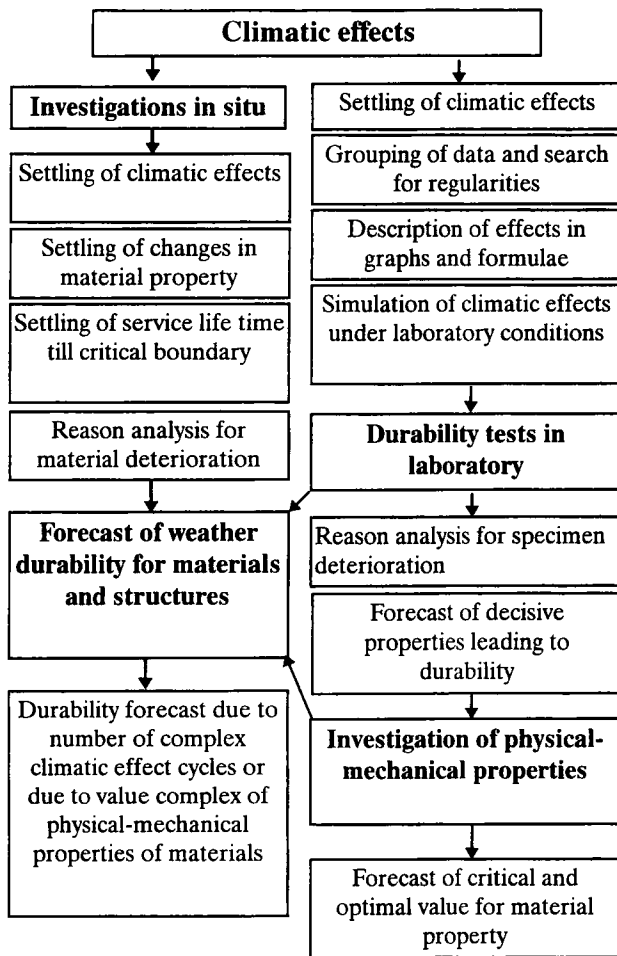 Climatic effects
Investigations in situ
Settling of climatic effects
Settling of changes in
material property
Settling of service life time
till critical boundary
Reason analysis for
material deterioration
Forecast of weather
durability for materials
and structures
Durability forecast due to
number of complex
climatic effect cycles or
due to value complex of
physical-mechanical
properties of materials
Settling of climatic effects
Grouping of data and search
for regularities
Description of effects in
graphs and formulae
Simulation of climatic effects
under laboratory conditions
Durability tests in
laboratory
Reason analysis for specimen
deterioration
Forecast of decisive
properties leading to
durability
Investigation of physical-
mechanical properties
Forecast of critical and
optimal value for material
property